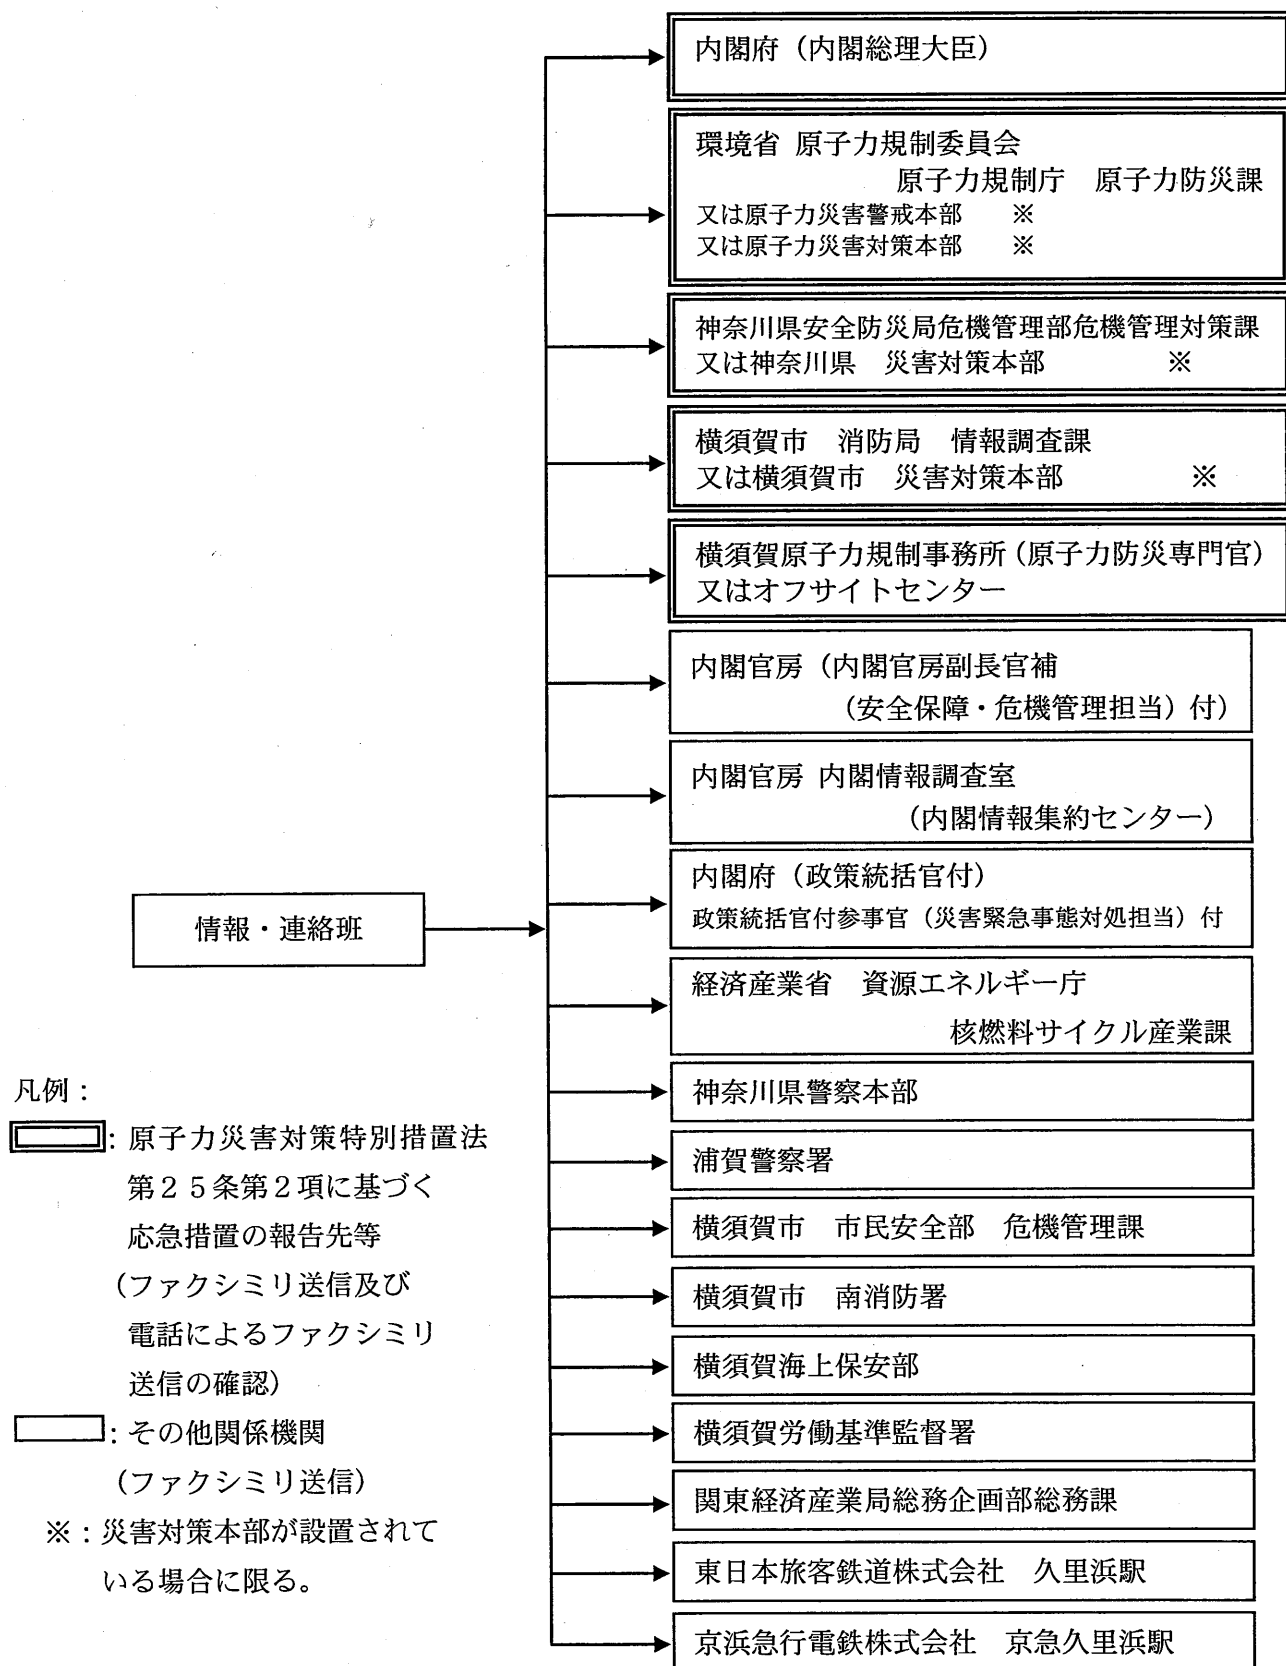 内閣府（内閣総理大臣）
環境省 原子力規制委員会
原子力規制庁　原子力防災課
又は原子力災害警戒本部　　※
又は原子力災害対策本部　　※
神奈川県安全防災局危機管理部危機管理対策課
又は神奈川県　災害対策本部　　　　　※
横須賀市　消防局　情報調査課
又は横須賀市　災害対策本部　　　　　※
横須賀原子力規制事務所（原子力防災専門官）
又はオフサイトセンター
内閣官房（内閣官房副長官補
（安全保障・危機管理担当）付）
内閣官房 内閣情報調査室
（内閣情報集約センター）
内閣府（政策統括官付）
政策統括官付参事官（災害緊急事態対処担当）付
経済産業省　資源エネルギー庁
核燃料サイクル産業課
神奈川県警察本部
浦賀警察署
横須賀市　市民安全部　危機管理課
横須賀市　南消防署
横須賀海上保安部
横須賀労働基準監督署
関東経済産業局総務企画部総務課
東日本旅客鉄道株式会社　久里浜駅
京浜急行電鉄株式会社　京急久里浜駅
情報・連絡班
凡例：
：原子力災害対策特別措置法
第２５条第２項に基づく
応急措置の報告先等
（ファクシミリ送信及び
電話によるファクシミリ
送信の確認）
：その他関係機関
（ファクシミリ送信）
※：災害対策本部が設置されて
いる場合に限る。